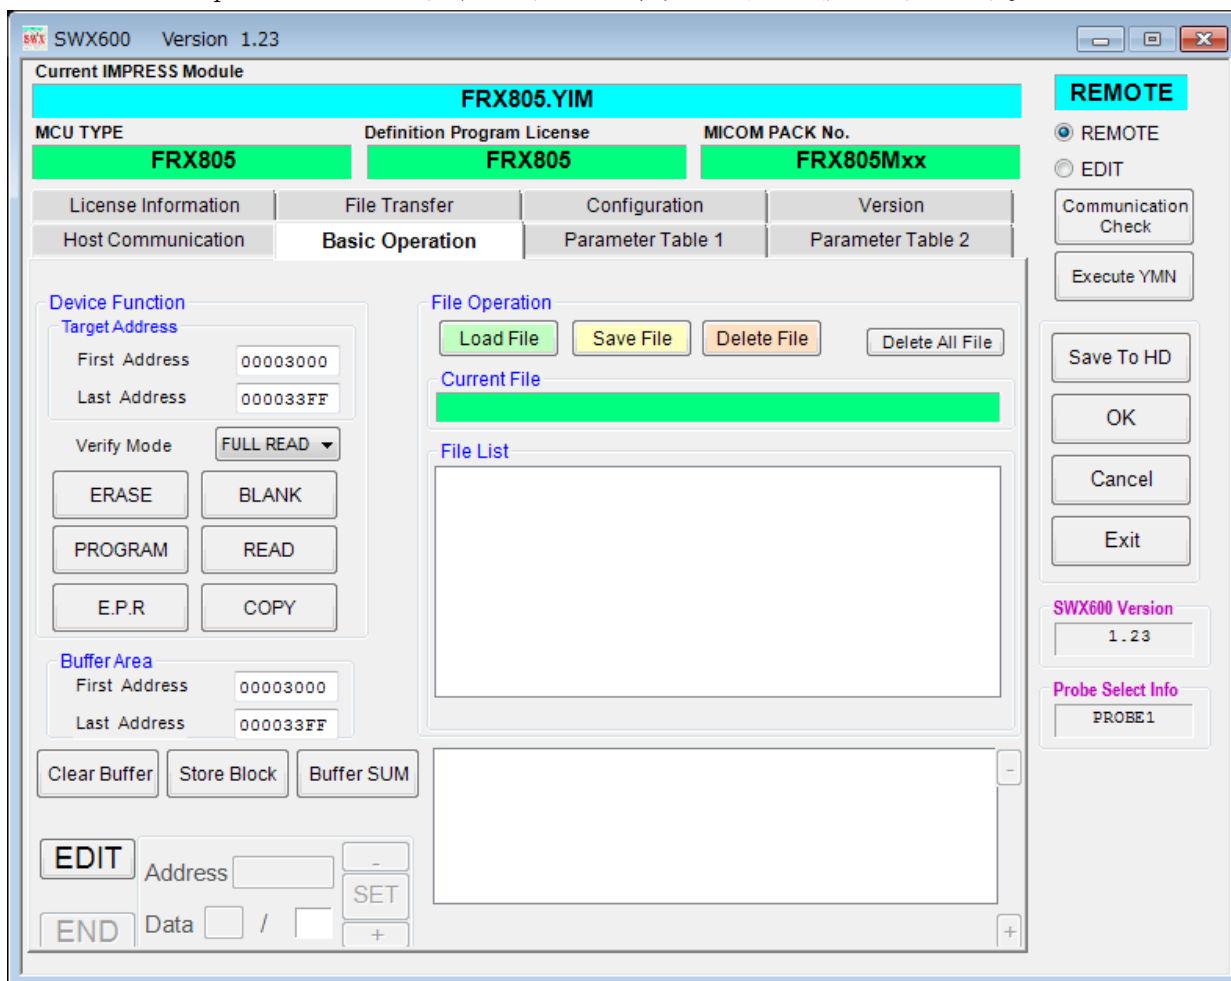 SWX600 Version 1.23
Current IMPRESS Module
FRX805.YIM
MCU TYPE Definition Program License MICOM PACK No.
FRX805 FRX805 FRX805Mxx
License Information File Transfer Configuration Version
Host Communication Basic Operation Parameter Table 1 Parameter Table 2
Device Function
Target Address
First Address 00003000
Last Address 000033FF
Verify Mode FULL READ
ERASE BLANK
PROGRAM READ
E.P.R COPY
Buffer Area
First Address 00003000
Last Address 000033FF
Clear Buffer Store Block Buffer SUM
EDIT
Address
-
SET
END
Data /
+
File Operation
Load File Save File Delete File Delete All File
Current File
File List
-
+
REMOTE
REMOTE
EDIT
Communication
Check
Execute YMN
Save To HD
OK
Cancel
Exit
SWX600 Version
1.23
Probe Select Info
PROBE1